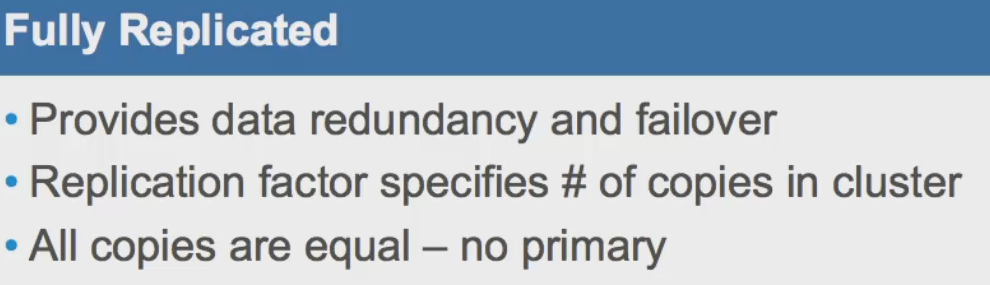 Fully Replicated
• Provides data redundancy and failover
• Replication factor specifies # of copies in cluster
• All copies are equal – no primary